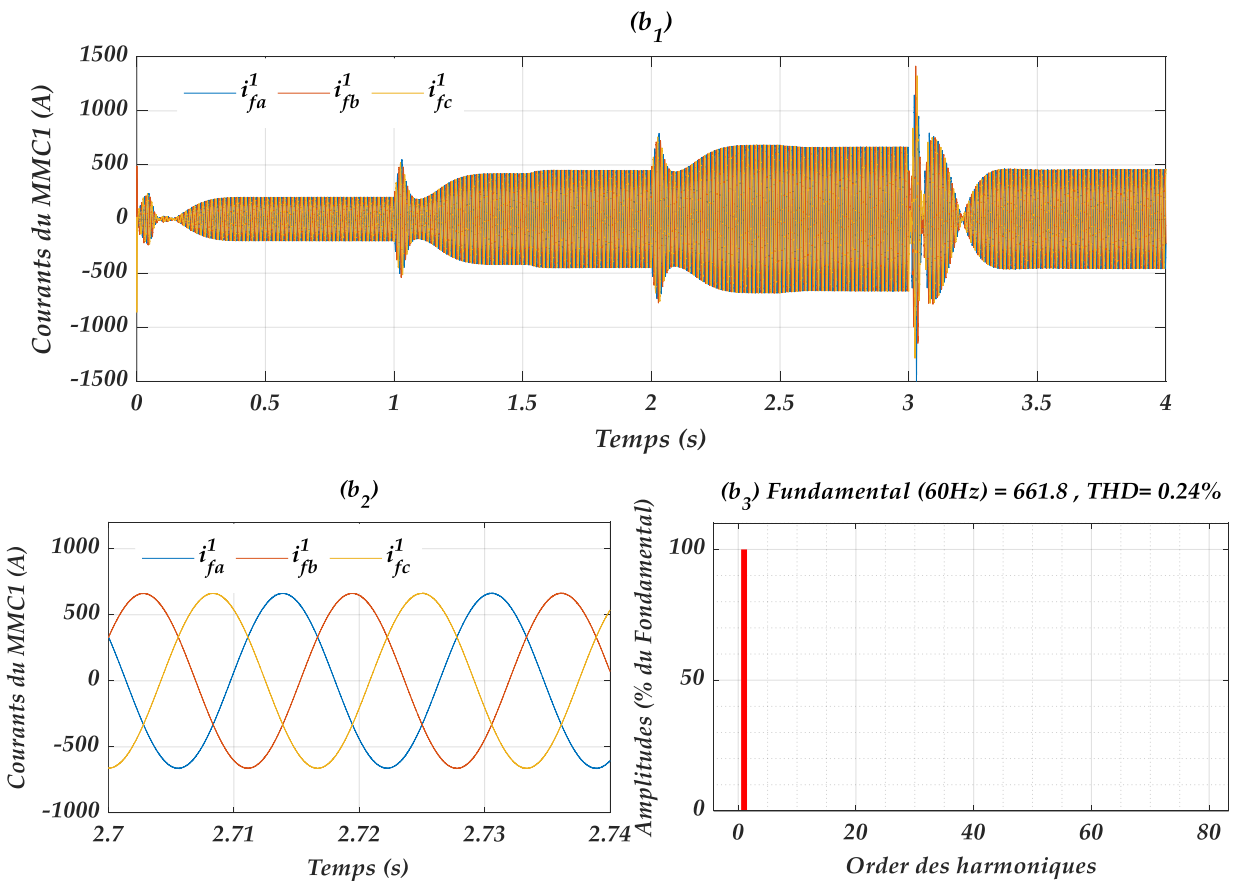 (b1)
1500
1000
500
0
-500
-1000
-1500
Courants du MMC1 (A)
i1fa i1fb i1fc
0 0.5 1 1.5 2 2.5 3 3.5 4
Temps (s)
(b2)
1000
500
0
-500
-1000
Courants du MMC1 (A)
i1fa i1fb i1fc
2.7 2.71 2.72 2.73 2.74
Temps (s)
(b3) Fundamental (60Hz) = 661.8 , THD= 0.24%
100
50
0
Amplitudes (% du Fondamental)
0 20 40 60 80
Order des harmoniques